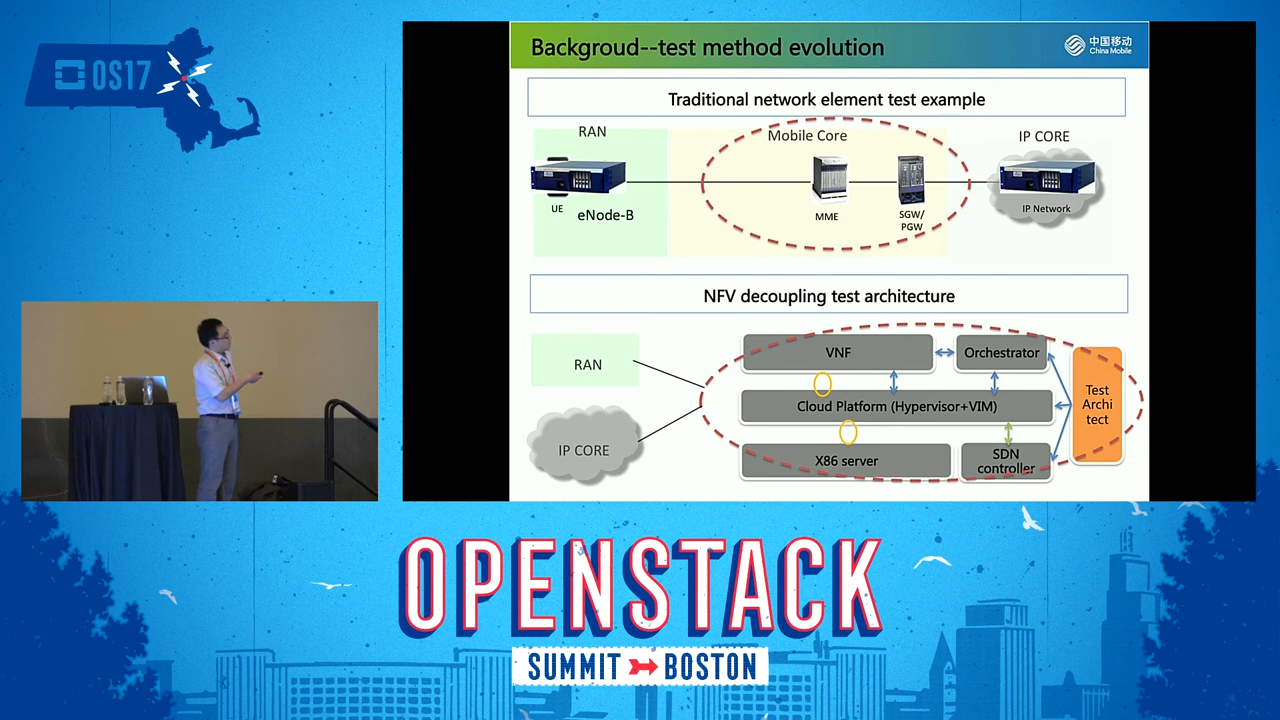 OS17
Backgroud--test method evolution
中国移动
China Mobile
Traditional network element test example
RAN
Mobile Core
IP CORE
UE
eNode-B
MME
SGW/
PGW
IP Network
NFV decoupling test architecture
RAN
IP CORE
VNF
Orchestrator
Cloud Platform (Hypervisor+VIM)
X86 server
SDN
controller
Test
Archi
tect
OPENSTACK
SUMMIT BOSTON